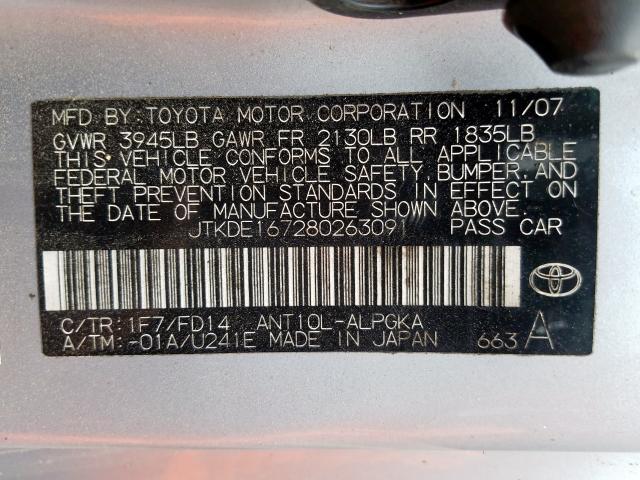 MFD BY: TOYOTA MOTOR CORPORATION 11/07
GVWR 3945LB GAWR FR 2130LB RR 1835LB
THIS VEHICLE CONFORMS TO ALL APPLICABLE
FEDERAL MOTOR VEHICLE SAFETY, BUMPER, AND
THEFT PREVENTION STANDARDS IN EFFECT ON
THE DATE OF MANUFACTURE SHOWN ABOVE.
JTKDE167280263091 PASS CAR
C/TR: 1F7/FD14 ANT10L-ALPGKA
A/TM: -01A/U241E MADE IN JAPAN 663 A